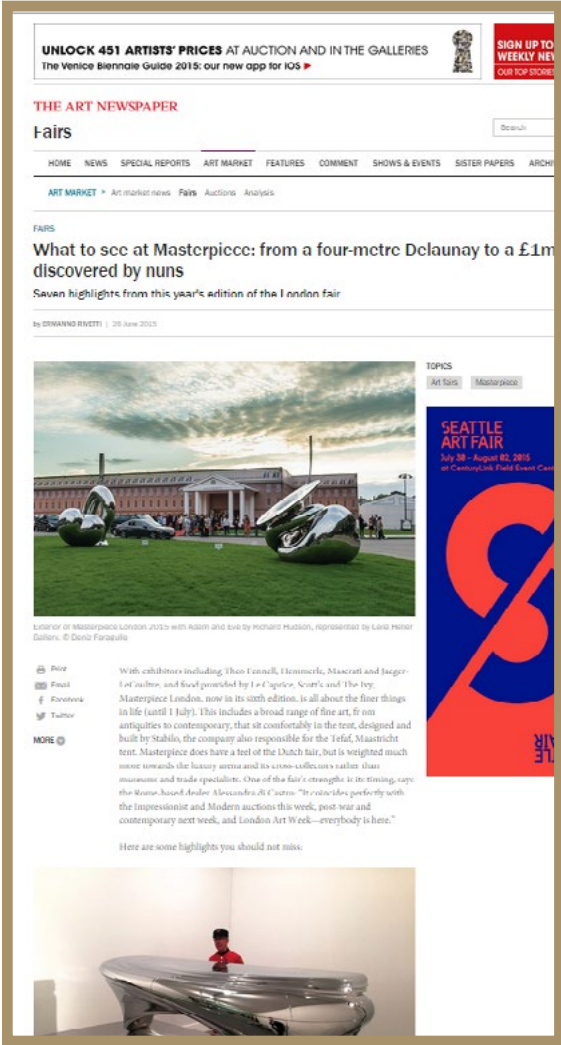 UNLOCK 451 ARTISTS' PRICES AT AUCTION AND IN THE GALLERIES
The Venice Biennale Guide 2015: our new app for iOS
SIGN UP TO
WEEKLY NEW
OUR TOP STORIES
THE ART NEWSPAPER
Fairs
Search
HOME NEWS SPECIAL REPORTS ART MARKET FEATURES COMMENT SHOWS & EVENTS SISTER PAPERS ARCHI
ART MARKET > Art market news Fairs Auctions Analysis
FAIRS
What to see at Masterpiece: from a four-metre Delaunay to a £1m
discovered by nuns
Seven highlights from this year's edition of the London fair
by ERMANNO RIVETTI | 26 June 2015
TOPICS
Art fairs Masterpiece
SEATTLE
ART FAIR
July 30 – August 02, 2015
at CenturyLink Field Event Cent
Exterior of Masterpiece London 2015 with Adam and Eve by Richard Hudson, represented by Leila Heller
Gallery. ©
Print
Email
Facebook
Twitter
MORE
With exhibitors including Theo Fennell, Hemmerle, Maserati and Jaeger-
LeCoultre, and food provided by Le Caprice, Scott's and The Ivy,
Masterpiece London, now in its sixth edition, is all about the finer things
in life (until 1 July). This includes a broad range of fine art, from
antiquities to contemporary, that sit comfortably in the tent, designed and
built by Stabilo, the company also responsible for the Tefaf, Maastricht
tent. Masterpiece does have a feel of the Dutch fair, but is weighted much
more towards the luxury arena and its cross-collectors rather than
museums and trade specialists. One of the fair's strengths is its timing, says
the Rome-based dealer Alessandra di Castro: "It coincides perfectly with
the Impressionist and Modern auctions this week, post-war and
contemporary next week, and London Art Week—everybody is here."
Here are some highlights you should not miss: